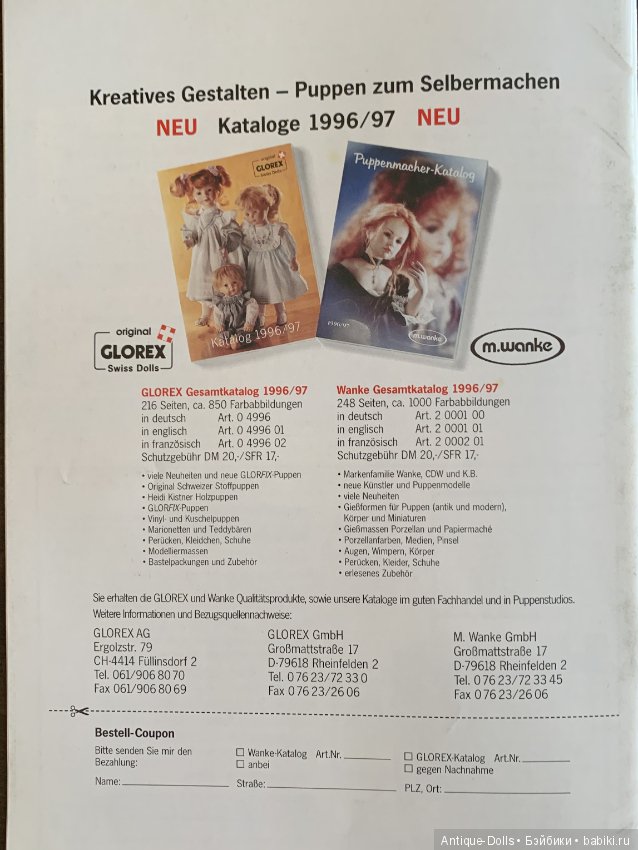 Kreatives Gestalten – Puppen zum Selbermachen
NEU Kataloge 1996/97 NEU
original
GLOREX
Swiss Dolls
Katalog 1996/97
Puppenmacher-Katalog
1996/97
m.wanke
original
GLOREX
Swiss Dolls
m.wanke
GLOREX Gesamtkatalog 1996/97
216 Seiten, ca. 850 Farbabbildungen
in deutsch Art. 0 4996
in englisch Art. 0 4996 01
in französisch Art. 0 4996 02
Schutzgebühr DM 20,-/SFR 17,-
• viele Neuheiten und neue GLORFIX-Puppen
• Original Schweizer Stoffpuppen
• Heidi Kistner Holzpuppen
• GLORFIX-Puppen
• Vinyl- und Kuschelpuppen
• Marionetten und Teddybären
• Perücken, Kleidchen, Schuhe
• Modelliermassen
• Bastelpackungen und Zubehör
Wanke Gesamtkatalog 1996/97
248 Seiten, ca. 1000 Farbabbildungen
in deutsch Art. 2 0001 00
in englisch Art. 2 0001 01
in französisch Art. 2 0002 01
Schutzgebühr DM 20,-/SFR 17,-
• Markenfamilie Wanke, CDW und K.B.
• neue Künstler und Puppenmodelle
• viele Neuheiten
• Gießformen für Puppen (antik und modern),
Körper und Miniaturen
• Gießmassen Porzellan und Papiermaché
• Porzellanfarben, Medien, Pinsel
• Augen, Wimpern, Körper
• Perücken, Kleider, Schuhe
• erlesenes Zubehör
Sie erhalten die GLOREX und Wanke Qualitätsprodukte, sowie unsere Kataloge im guten Fachhandel und in Puppenstudios.
Weitere Informationen und Bezugsquellennachweise:
GLOREX AG
Ergolzstr. 79
CH-4414 Füllinsdorf 2
Tel. 061/906 80 70
Fax 061/906 80 69
GLOREX GmbH
Großmattstraße 17
D-79618 Rheinfelden 2
Tel. 0 76 23/72 33 0
Fax 0 76 23/26 06
M. Wanke GmbH
Großmattstraße 17
D-79618 Rheinfelden 2
Tel. 0 76 23/72 33 45
Fax 0 76 23/26 06
Bestell-Coupon
Bitte senden Sie mir den
Bezahlung:
☐ Wanke-Katalog Art.Nr.
☐ anbei
☐ GLOREX-Katalog Art.Nr.
☐ gegen Nachnahme
Name:
Straße:
PLZ, Ort:
Antique-Dolls • Бэйбики • babiki.ru